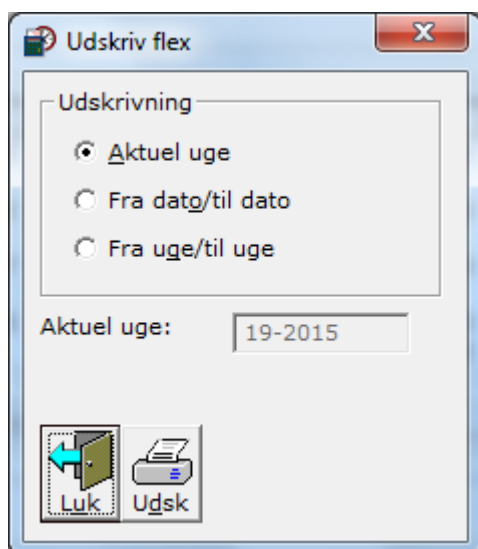 Udskriv flex
Udskrivning
Aktuel uge
Fra dato/til dato
Fra uge/til uge
Aktuel uge: 19-2015
Luk Udsk